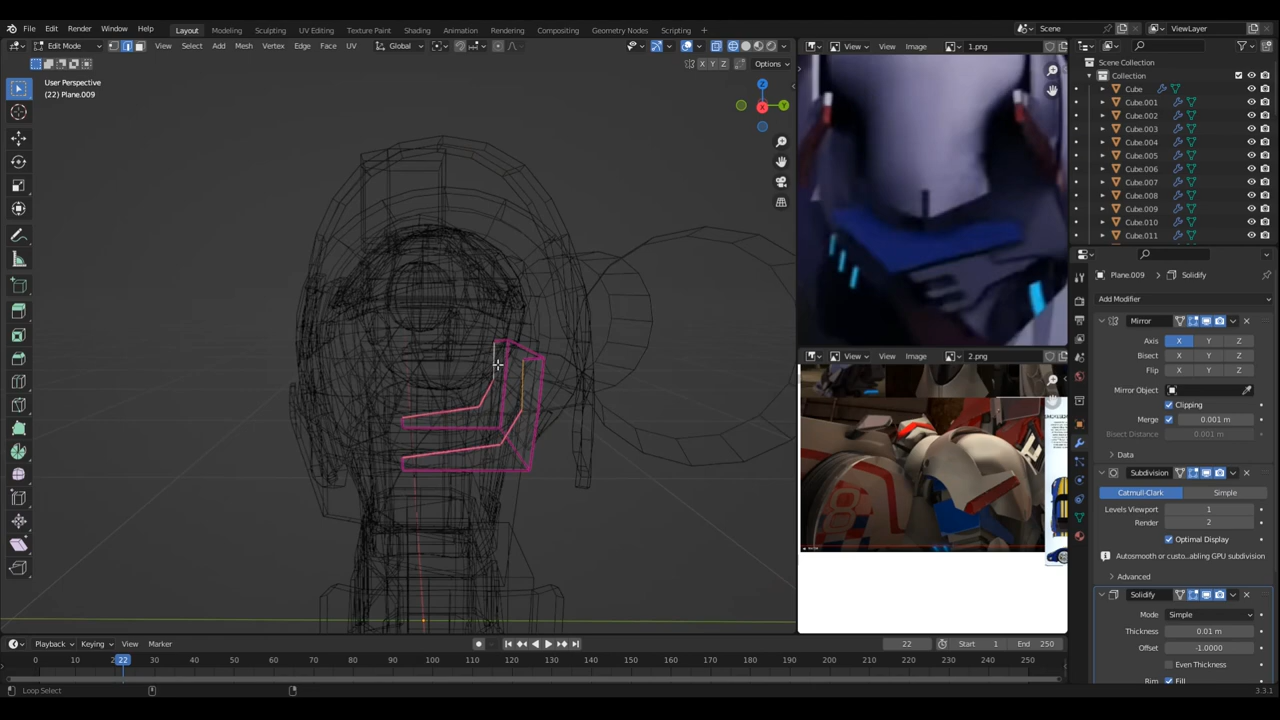 File Edit Render Window Help
Layout Modeling Sculpting UV Editing Texture Paint Shading Animation Rendering Compositing Geometry Nodes Scripting
Scene ViewLayer
Edit Mode View Select Add Mesh Vertex Edge Face UV Global
X Y Z Options
User Perspective
(22) Plane.009
Z
Y
X
View View Image 1.png
View View Image 2.png
Scene Collection
Collection
Cube
Cube.001
Cube.002
Cube.003
Cube.004
Cube.005
Cube.006
Cube.007
Cube.008
Cube.009
Cube.010
Cube.011
Plane.009 Solidify
Add Modifier
Mirror
Axis X Y Z
Bisect X Y Z
Flip X Y Z
Mirror Object
Clipping
Merge 0.001 m
Bisect Distance 0.001 m
Data
Subdivision
Catmull-Clark Simple
Levels Viewport 1
Render 2
Optimal Display
Autosmooth or custo..abling GPU subdivision
Advanced
Solidify
Mode Simple
Thickness 0.01 m
Offset -1.0000
Even Thickness
Rim Fill
Playback Keying View Marker
22 Start 1 End 250
0 10 22 30 40 50 60 70 80 90 100 110 120 130 140 150 160 170 180 190 200 210 220 230 240 250
Loop Select
3.3.1